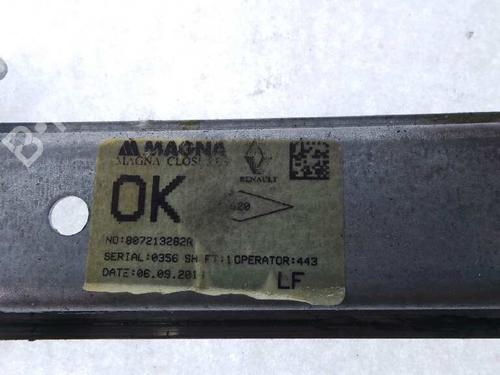 MAGNA
MAGNA CLOSURES
RENAULT
OK
NO:807213282R
SERIAL:0356 SHIFT:1 OPERATOR:443
DATE:06.09.201
LF